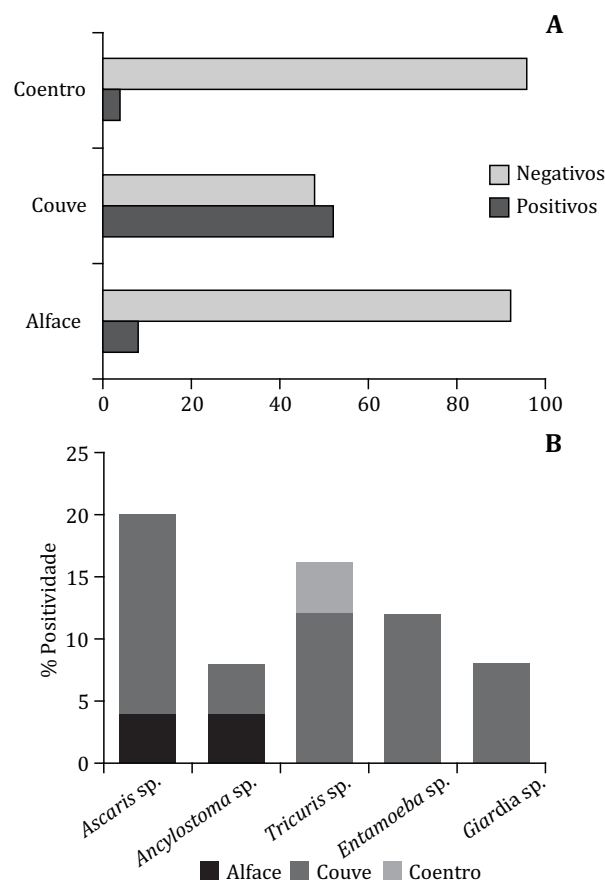 A
Coentro
Couve
Alface
Negativos
Positivos
0 20 40 60 80 100
B
% Positividade
25
20
15
10
5
0
Ascaris sp.
Ancylostoma sp.
Tricuris sp.
Entamoeba sp.
Giardia sp.
Alface Couve Coentro